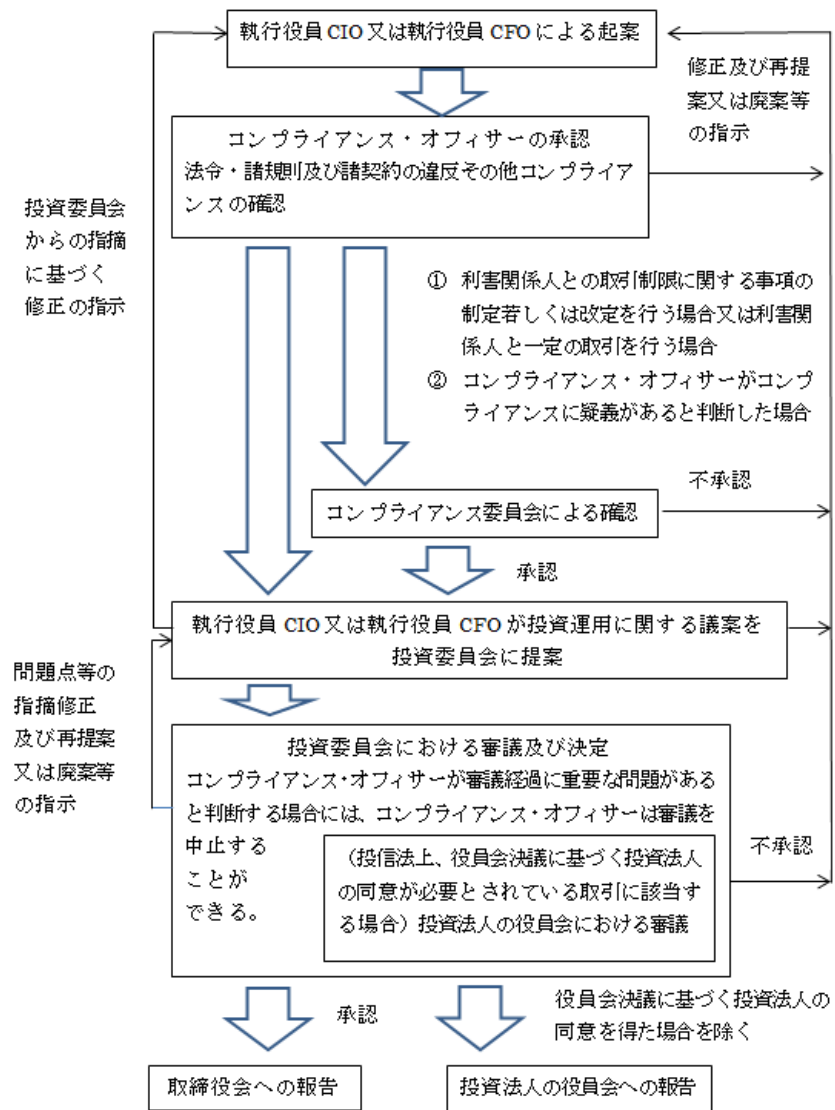 執行役員 CIO 又は執行役員 CFO による起案
修正及び再提
案又は廃案等
の指示
コンプライアンス・オフィサーの承認
法令・諸規則及び諸契約の違反その他コンプライア
ンスの確認
投資委員会
からの指摘
に基づく
修正の指示
① 利害関係人との取引制限に関する事項の
制定若しくは改定を行う場合又は利害関
係人と一定の取引を行う場合
② コンプライアンス・オフィサーがコンプ
ライアンスに疑義があると判断した場合
不承認
コンプライアンス委員会による確認
承認
執行役員 CIO 又は執行役員 CFO が投資運用に関する議案を
投資委員会に提案
問題点等の
指摘修正
及び再提案
又は廃案等
の指示
投資委員会における審議及び決定
コンプライアンス・オフィサーが審議経過に重要な問題がある
と判断する場合には、コンプライアンス・オフィサーは審議を
中止する
ことが
できる。
（投信法上、役員会決議に基づく投資法人
の同意が必要とされている取引に該当す
る場合）投資法人の役員会における審議
不承認
承認
役員会決議に基づく投資法人の
同意を得た場合を除く
取締役会への報告
投資法人の役員会への報告